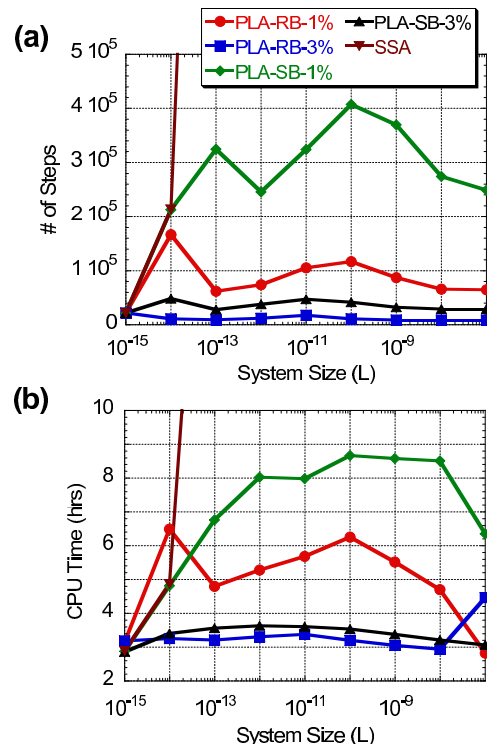 (a)
PLA-RB-1% PLA-SB-3%
PLA-RB-3% SSA
PLA-SB-1%
5 10⁵
4 10⁵
3 10⁵
2 10⁵
1 10⁵
0
# of Steps
10⁻¹⁵ 10⁻¹³ 10⁻¹¹ 10⁻⁹
System Size (L)
(b)
10
8
6
4
2
CPU Time (hrs)
10⁻¹⁵ 10⁻¹³ 10⁻¹¹ 10⁻⁹
System Size (L)